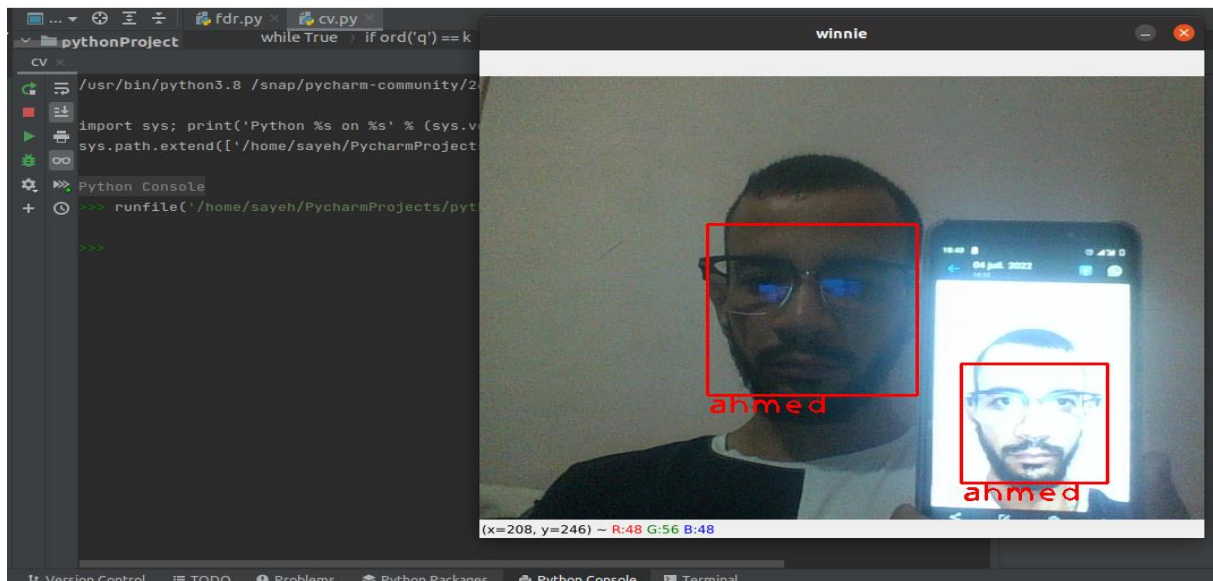 ... fdr.py cv.py
pythonProject while True if ord('q') == k
cv
/usr/bin/python3.8 /snap/pycharm-community/2
import sys; print('Python %s on %s' % (sys.v
sys.path.extend(['/home/sayeh/PycharmProject
Python Console
>>> runfile('/home/sayeh/PycharmProjects/pyt
>>>
winnie
18:43
04 juil. 2022
ahmed
ahmed
(x=208, y=246) ~ R:48 G:56 B:48
Version Control TODO Problems Python Packages Python Console Terminal